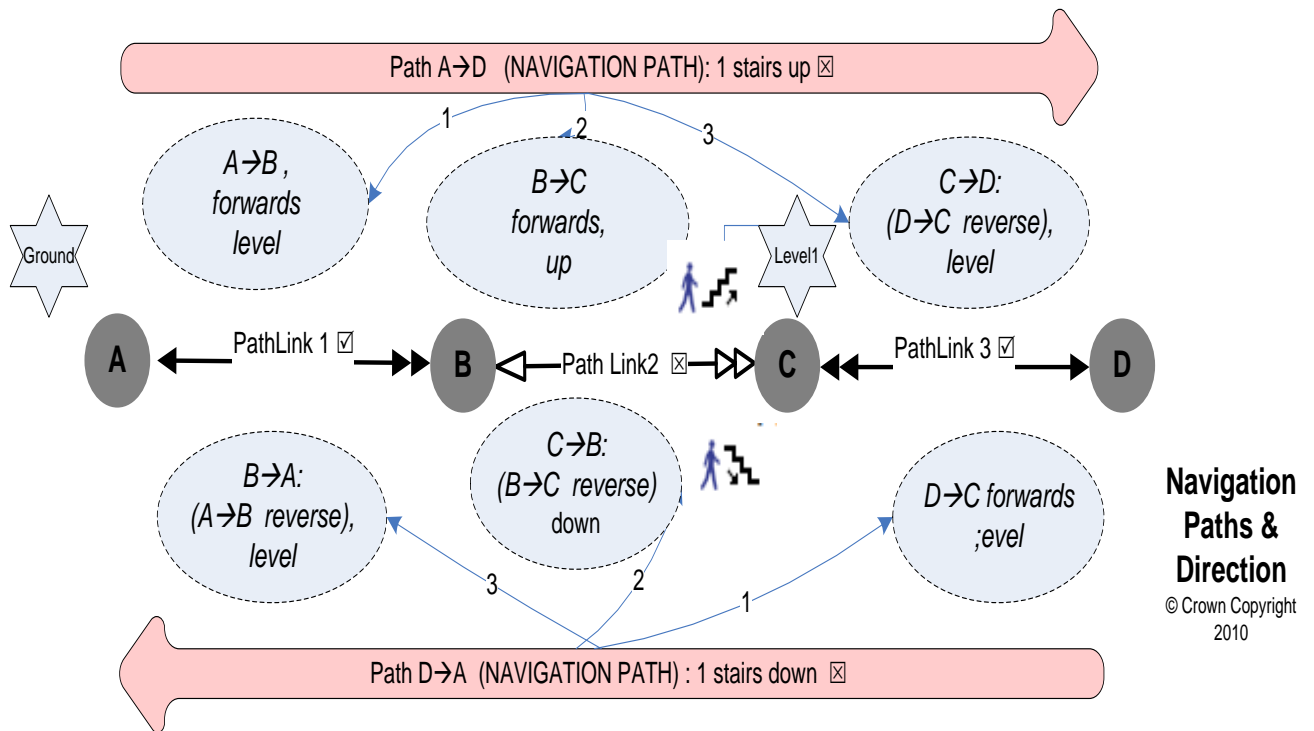 Path A→D (NAVIGATION PATH): 1 stairs up ☒
1
2
3
A→B ,
forwards
level
B→C
forwards,
up
C→D:
(D→C reverse),
level
Ground
Level1
A
PathLink 1 ☑
B
Path Link2 ☒
C
PathLink 3 ☑
D
B→A:
(A→B reverse),
level
C→B:
(B→C reverse)
down
D→C forwards
;evel
3
2
1
Path D→A (NAVIGATION PATH) : 1 stairs down ☒
Navigation
Paths &
Direction
© Crown Copyright
2010